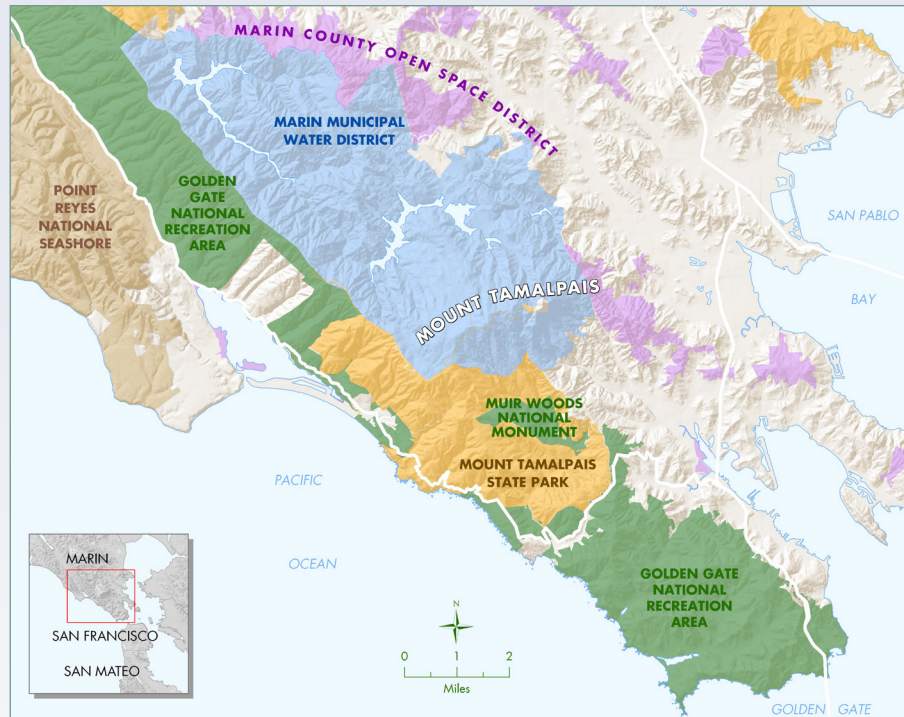 MARIN COUNTY OPEN SPACE DISTRICT
MARIN MUNICIPAL
WATER DISTRICT
POINT
REYES
NATIONAL
SEASHORE
GOLDEN
GATE
NATIONAL
RECREATION
AREA
SAN PABLO
BAY
MOUNT TAMALPAIS
MUIR WOODS
NATIONAL
MONUMENT
MOUNT TAMALPAIS
STATE PARK
PACIFIC
OCEAN
GOLDEN GATE
NATIONAL
RECREATION
AREA
MARIN
SAN FRANCISCO
SAN MATEO
N
0 1 2
Miles
GOLDEN GATE